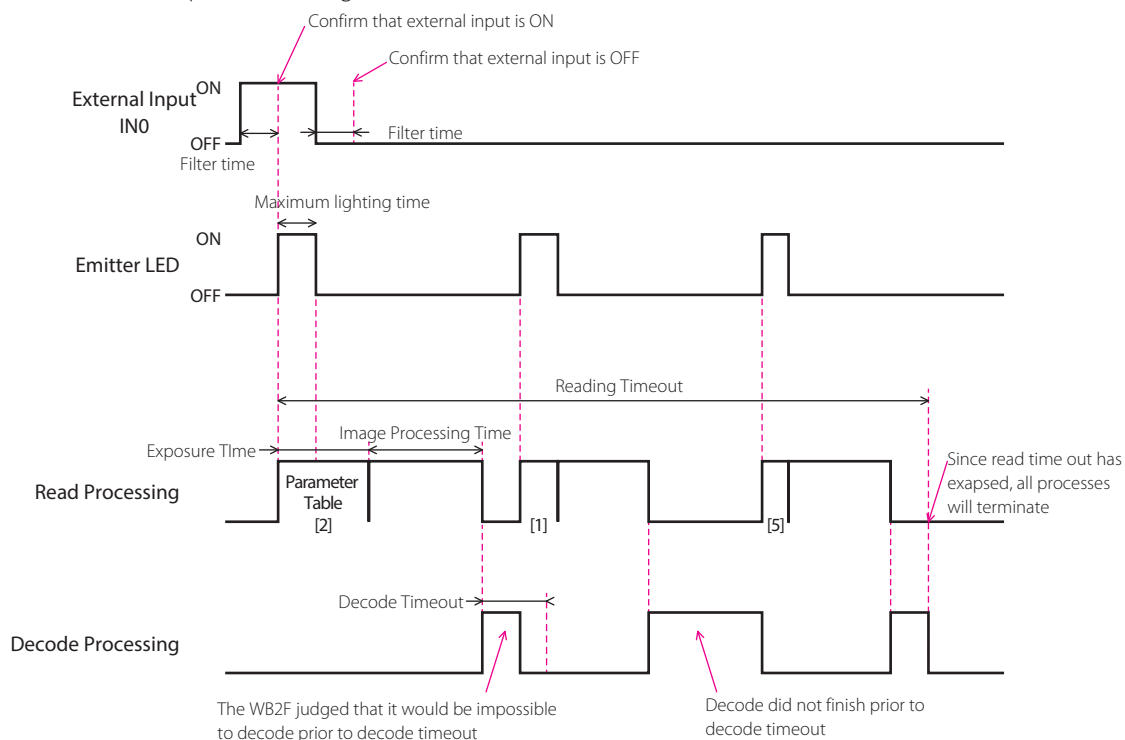 Confirm that external input is ON
Confirm that external input is OFF
External Input
IN0
ON
OFF
Filter time
Filter time
Maximum lighting time
Emitter LED
ON
OFF
Reading Timeout
Exposure TIme
Image Processing Time
Read Processing
Parameter
Table
[2]
[1]
[5]
Since read time out has
exapsed, all processes
will terminate
Decode Timeout
Decode Processing
The WB2F judged that it would be impossible
to decode prior to decode timeout
Decode did not finish prior to
decode timeout